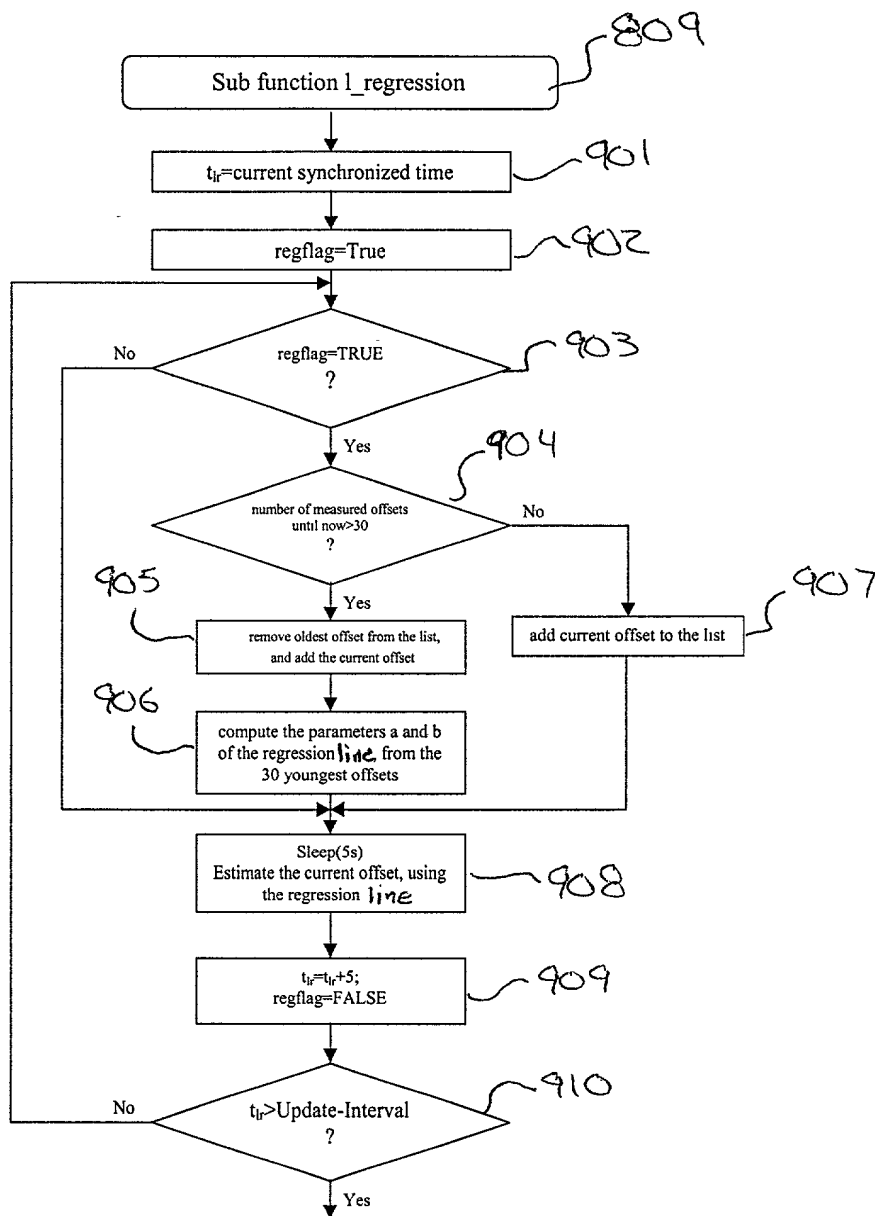 809
Sub function l_regression
901
tlr=current synchronized time
902
regflag=True
903
No
regflag=TRUE
?
Yes
904
number of measured offsets
until now>30
?
No
905
Yes
907
remove oldest offset from the list,
and add the current offset
add current offset to the list
906
compute the parameters a and b
of the regression line from the
30 youngest offsets
Sleep(5s)
Estimate the current offset, using
the regression line
908
tlr=tlr+5;
regflag=FALSE
909
910
No
tlr>Update-Interval
?
Yes